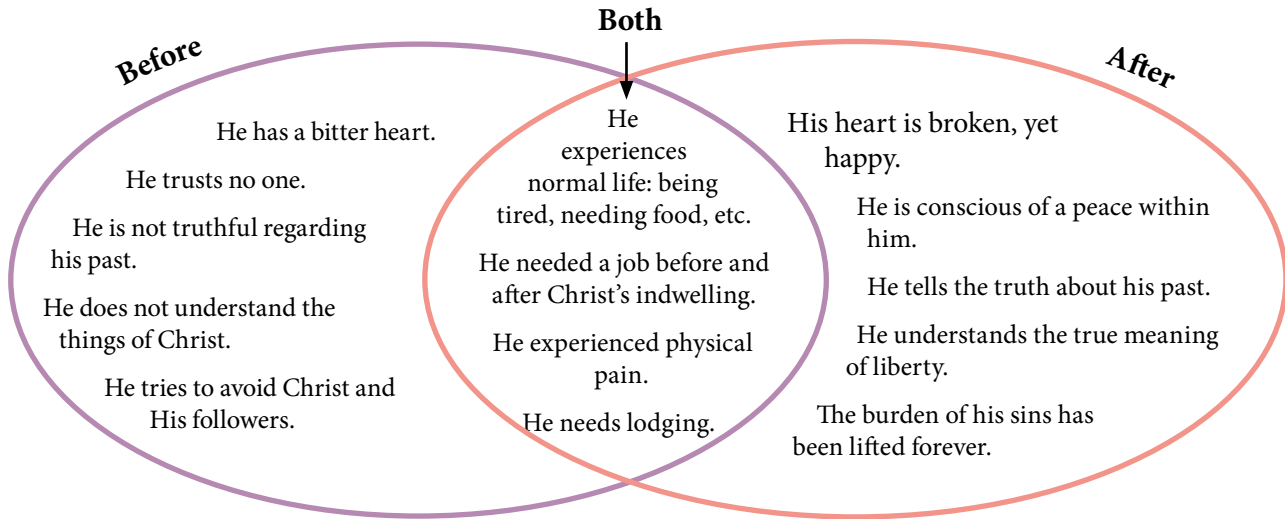 Both
Before
After
He has a bitter heart.
He trusts no one.
He is not truthful regarding
his past.
He does not understand the
things of Christ.
He tries to avoid Christ and
His followers.
He
experiences
normal life: being
tired, needing food, etc.
He needed a job before and
after Christ’s indwelling.
He experienced physical
pain.
He needs lodging.
His heart is broken, yet
happy.
He is conscious of a peace within
him.
He tells the truth about his past.
He understands the true meaning
of liberty.
The burden of his sins has
been lifted forever.